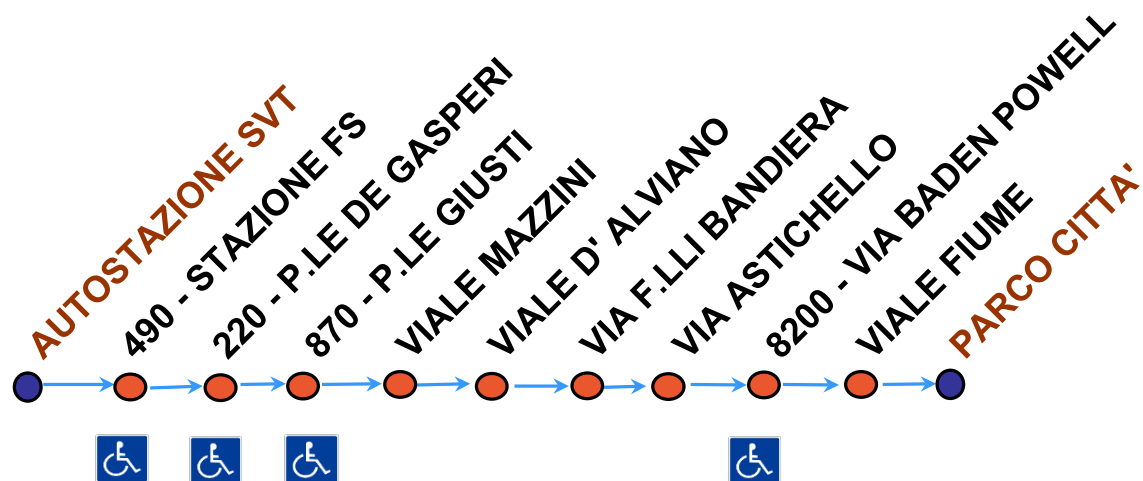 AUTOSTAZIONE SVT
490 - STAZIONE FS
220 - P.LE DE GASPERI
870 - P.LE GIUSTI
VIALE MAZZINI
VIALE D' ALVIANO
VIA F.LLI BANDIERA
VIA ASTICHELLO
8200 - VIA BADEN POWELL
VIALE FIUME
PARCO CITTA'